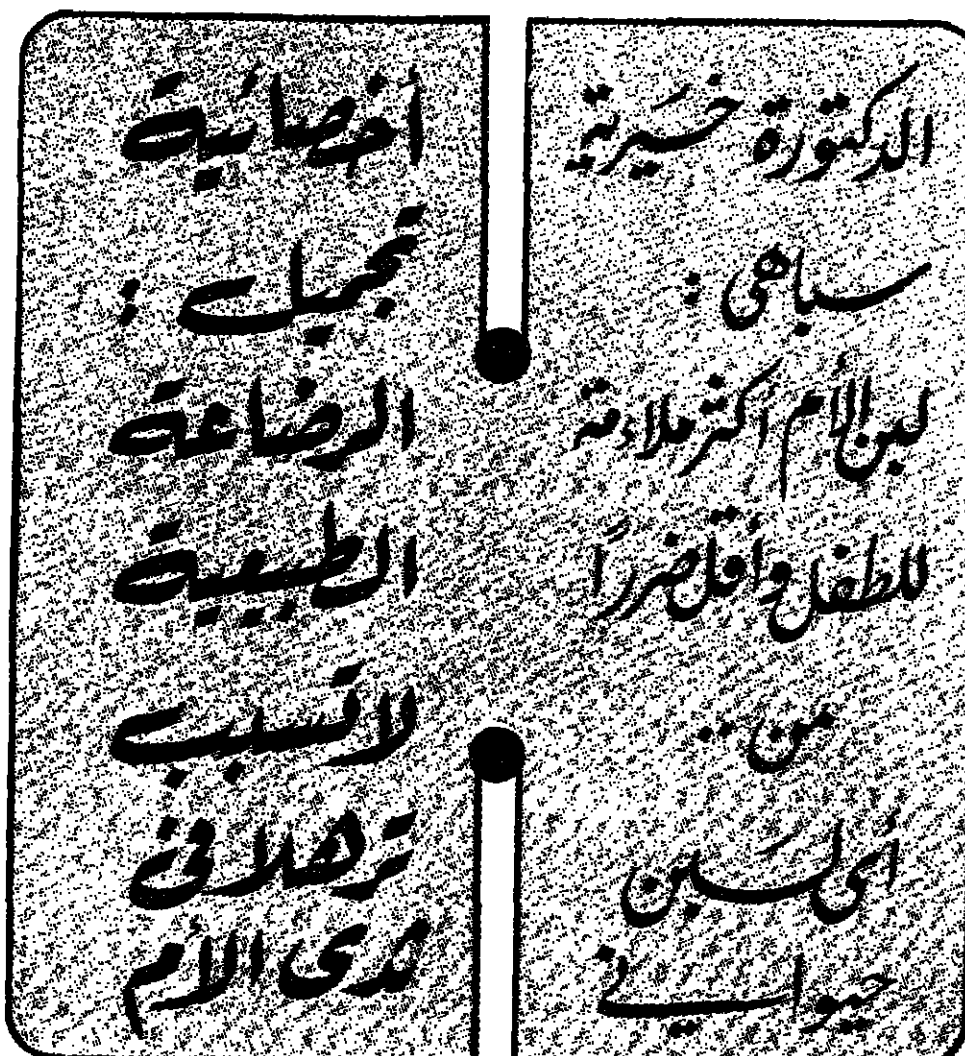 الدكتورة خيرية
سباهي :
لبن الأم أكثر ملاءمة
للطفل وأقل ضررًا
من ..
أي لبن
حيواني
أخصائية
تجميل :
الرضاعة
الطبيعية
لا تسبب
ترهلا في
ثدي الأم